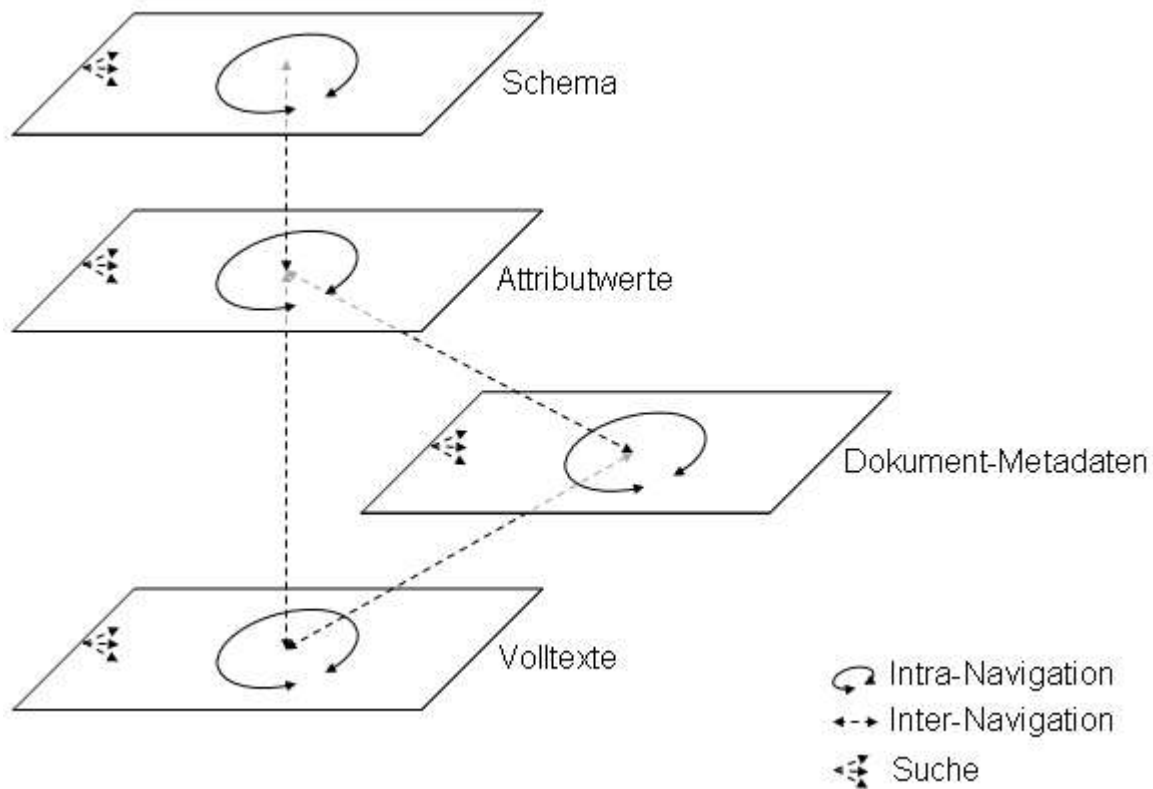 Schema
Attributwerte
Dokument-Metadaten
Volltexte
Intra-Navigation
Inter-Navigation
Suche